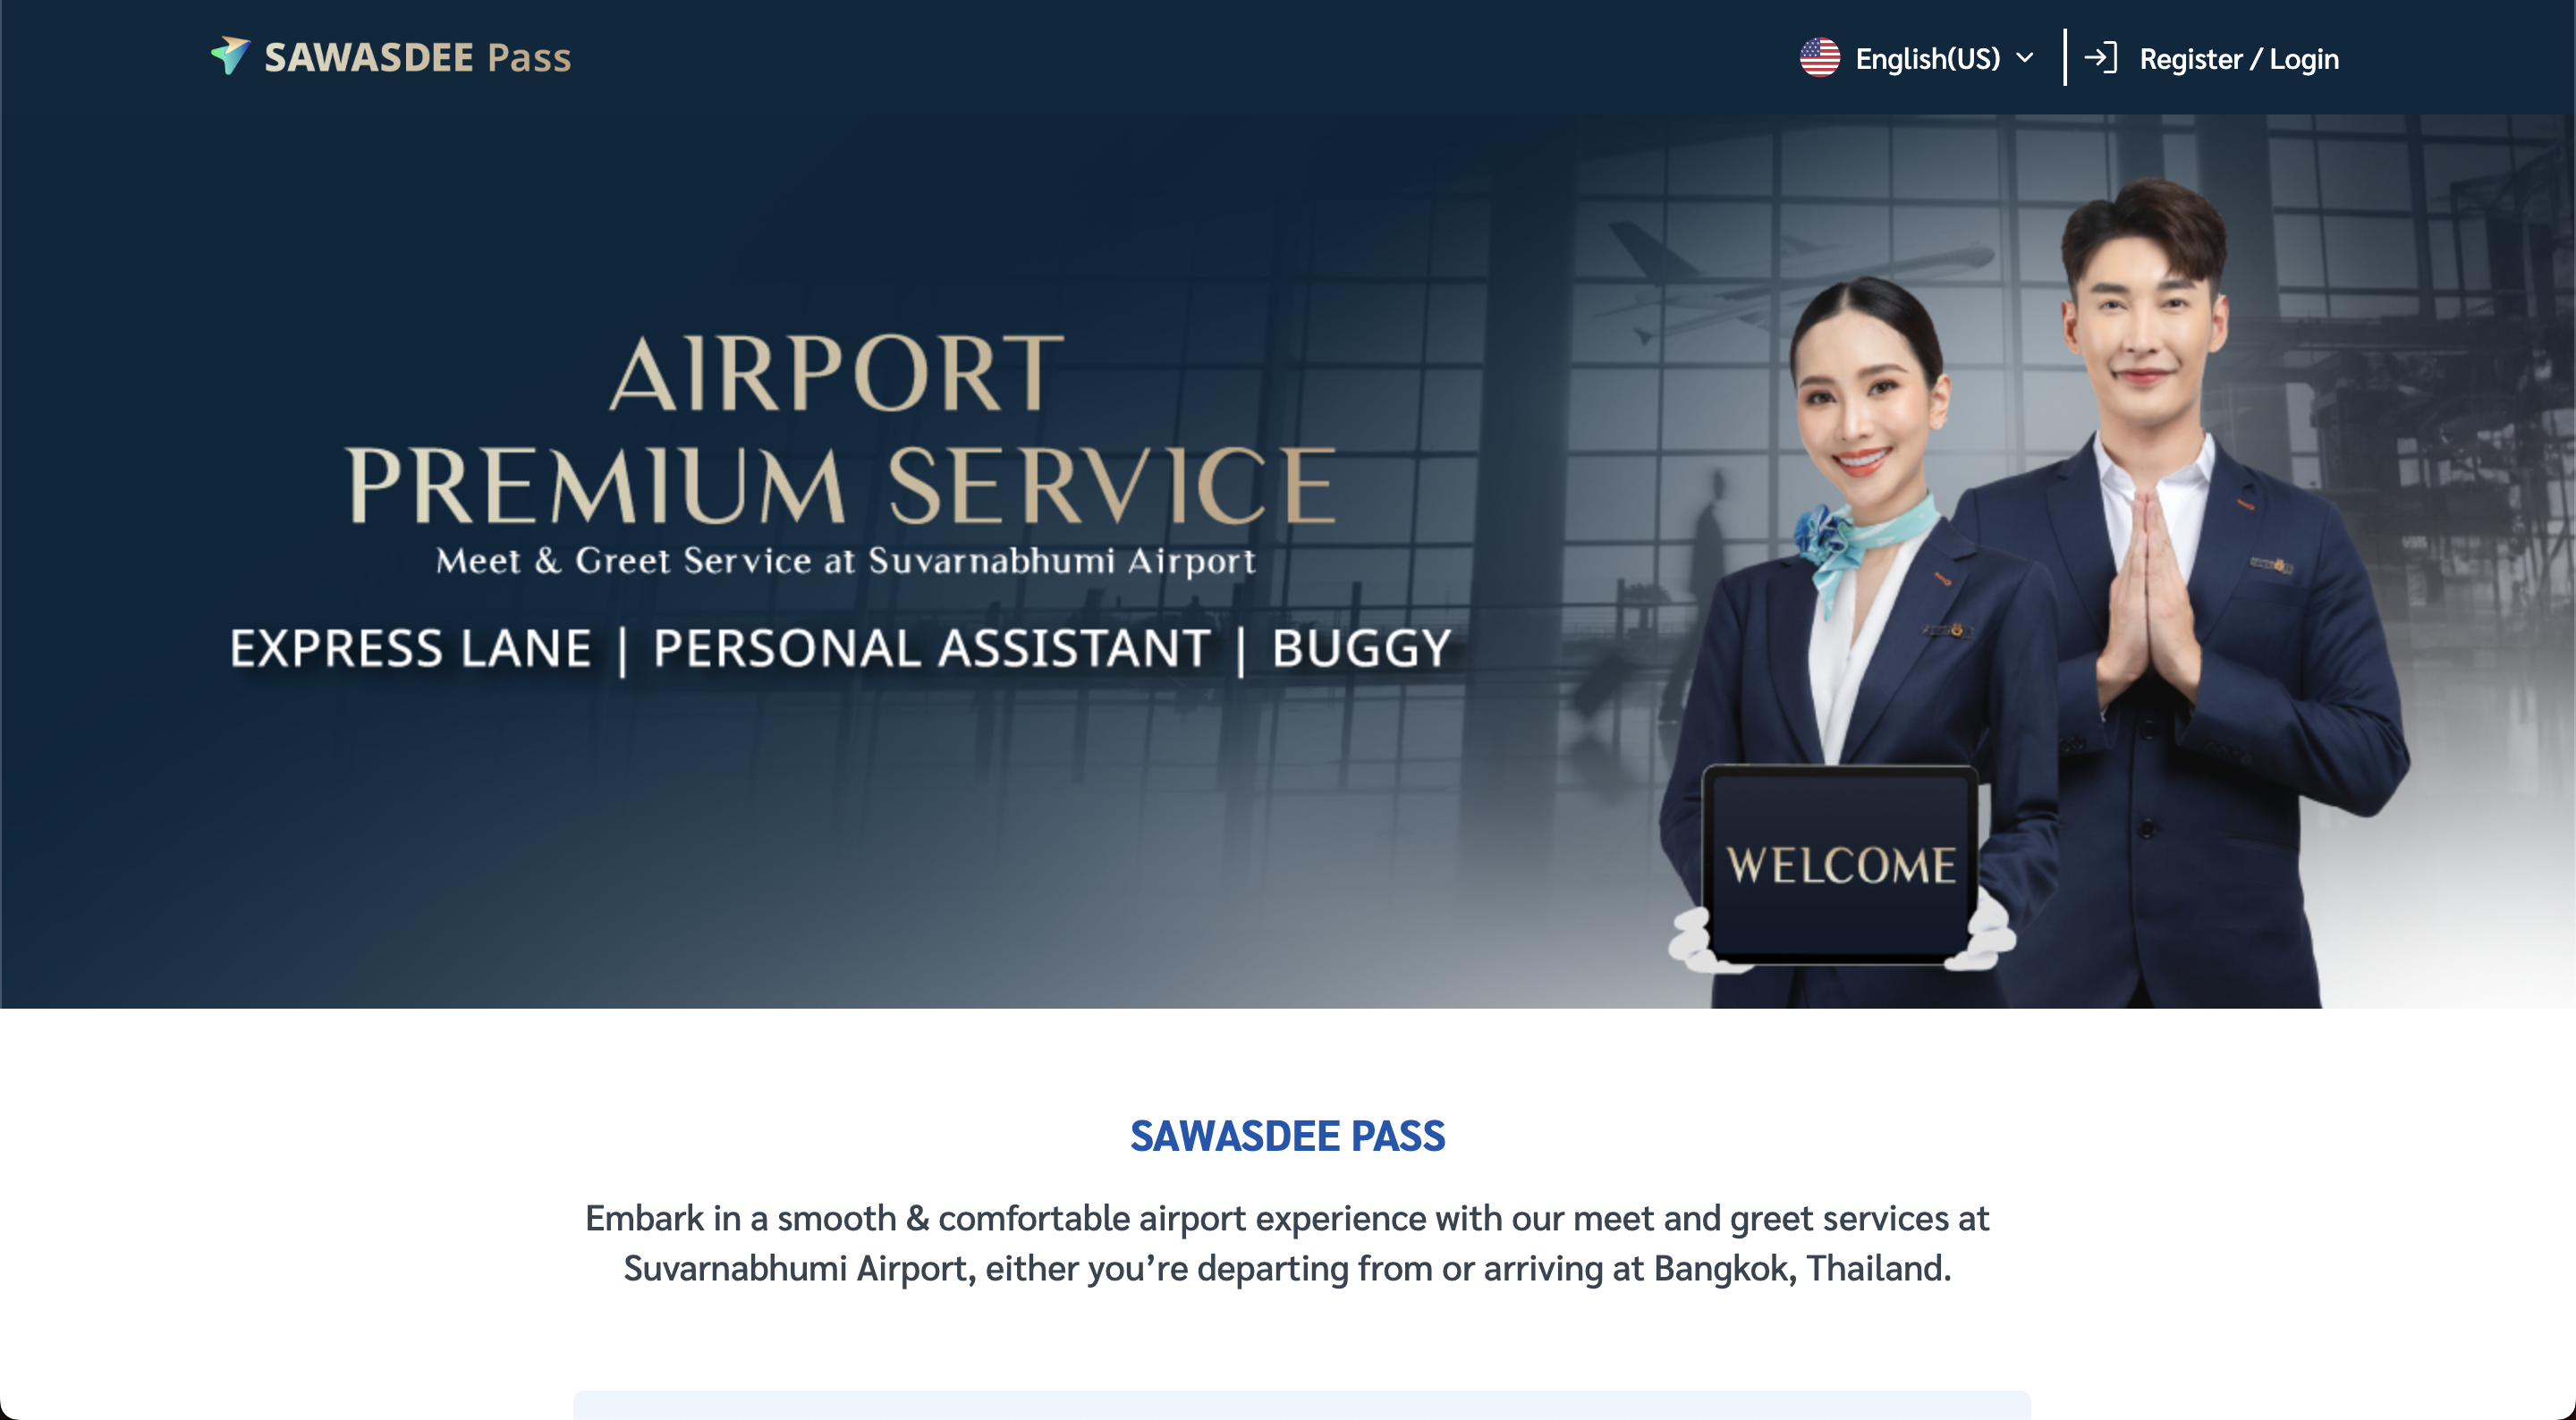 SAWASDEE Pass
English(US)
Register / Login
AIRPORT
PREMIUM SERVICE
Meet & Greet Service at Suvarnabhumi Airport
EXPRESS LANE | PERSONAL ASSISTANT | BUGGY
WELCOME
SAWASDEE PASS
Embark in a smooth & comfortable airport experience with our meet and greet services at
Suvarnabhumi Airport, either you’re departing from or arriving at Bangkok, Thailand.